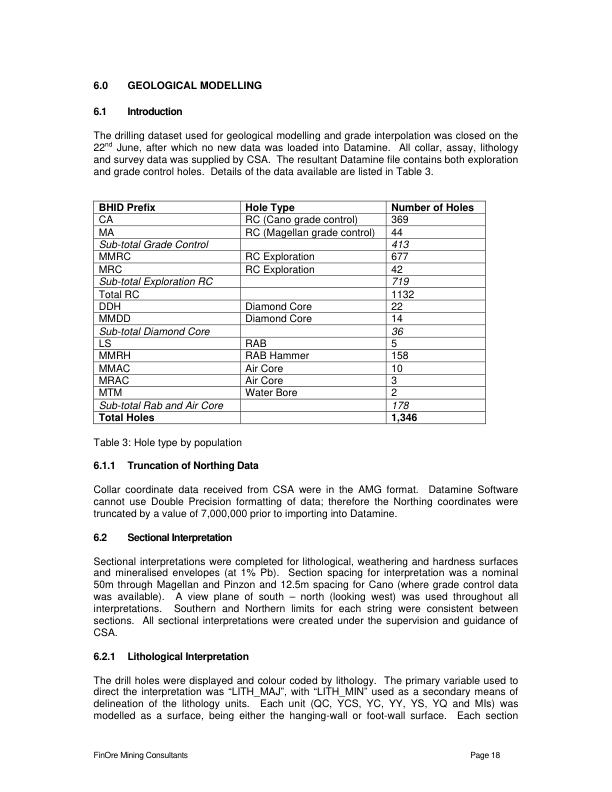 6.0 GEOLOGICAL MODELLING
6.1 Introduction
The drilling dataset used for geological modelling and grade interpolation was closed on the
22nd June, after which no new data was loaded into Datamine. All collar, assay, lithology
and survey data was supplied by CSA. The resultant Datamine file contains both exploration
and grade control holes. Details of the data available are listed in Table 3.
BHID Prefix Hole Type Number of Holes
CA RC (Cano grade control) 369
MA RC (Magellan grade control) 44
Sub-total Grade Control 413
MMRC RC Exploration 677
MRC RC Exploration 42
Sub-total Exploration RC 719
Total RC 1132
DDH Diamond Core 22
MMDD Diamond Core 14
Sub-total Diamond Core 36
LS RAB 5
MMRH RAB Hammer 158
MMAC Air Core 10
MRAC Air Core 3
MTM Water Bore 2
Sub-total Rab and Air Core 178
Total Holes 1,346
Table 3: Hole type by population
6.1.1 Truncation of Northing Data
Collar coordinate data received from CSA were in the AMG format. Datamine Software
cannot use Double Precision formatting of data; therefore the Northing coordinates were
truncated by a value of 7,000,000 prior to importing into Datamine.
6.2 Sectional Interpretation
Sectional interpretations were completed for lithological, weathering and hardness surfaces
and mineralised envelopes (at 1% Pb). Section spacing for interpretation was a nominal
50m through Magellan and Pinzon and 12.5m spacing for Cano (where grade control data
was available). A view plane of south – north (looking west) was used throughout all
interpretations. Southern and Northern limits for each string were consistent between
sections. All sectional interpretations were created under the supervision and guidance of
CSA.
6.2.1 Lithological Interpretation
The drill holes were displayed and colour coded by lithology. The primary variable used to
direct the interpretation was “LITH_MAJ”, with “LITH_MIN” used as a secondary means of
delineation of the lithology units. Each unit (QC, YCS, YC, YY, YS, YQ and MIs) was
modelled as a surface, being either the hanging-wall or foot-wall surface. Each section
FinOre Mining Consultants Page 18